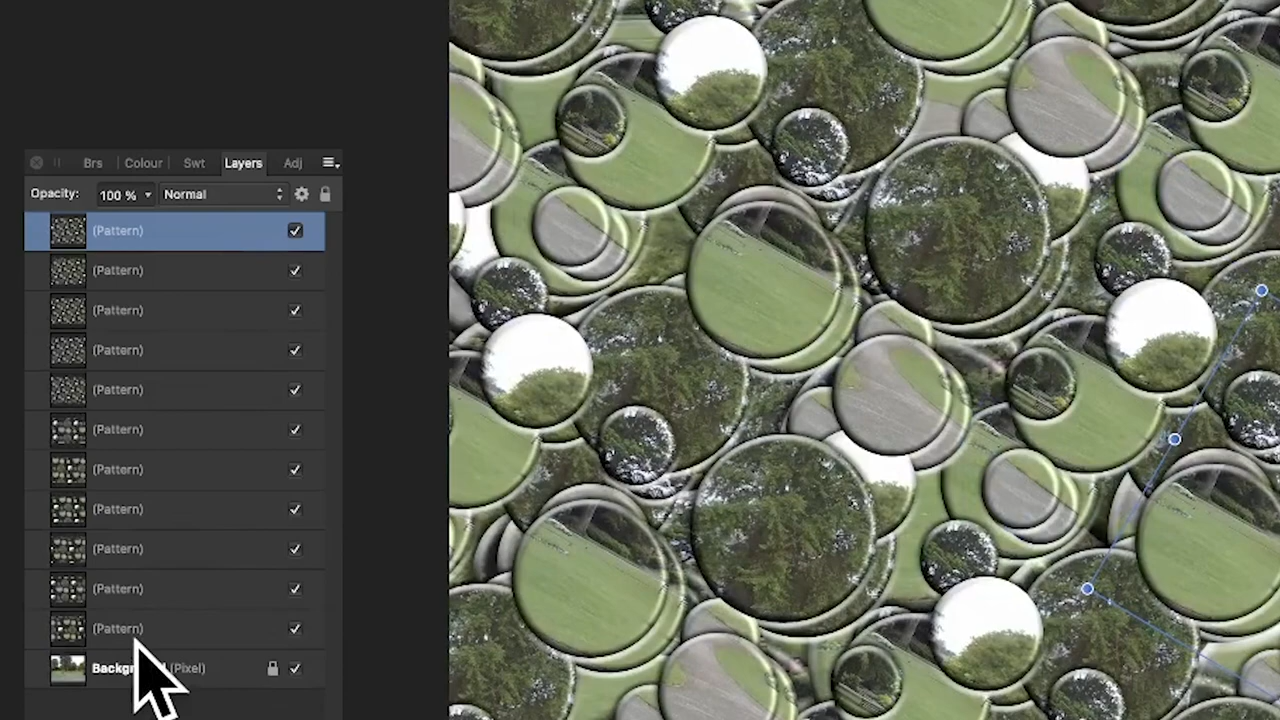 Brs Colour Swt Layers Adj
Opacity: 100 % Normal
(Pattern)
(Pattern)
(Pattern)
(Pattern)
(Pattern)
(Pattern)
(Pattern)
(Pattern)
(Pattern)
(Pattern)
(Pattern)
(Pixel)